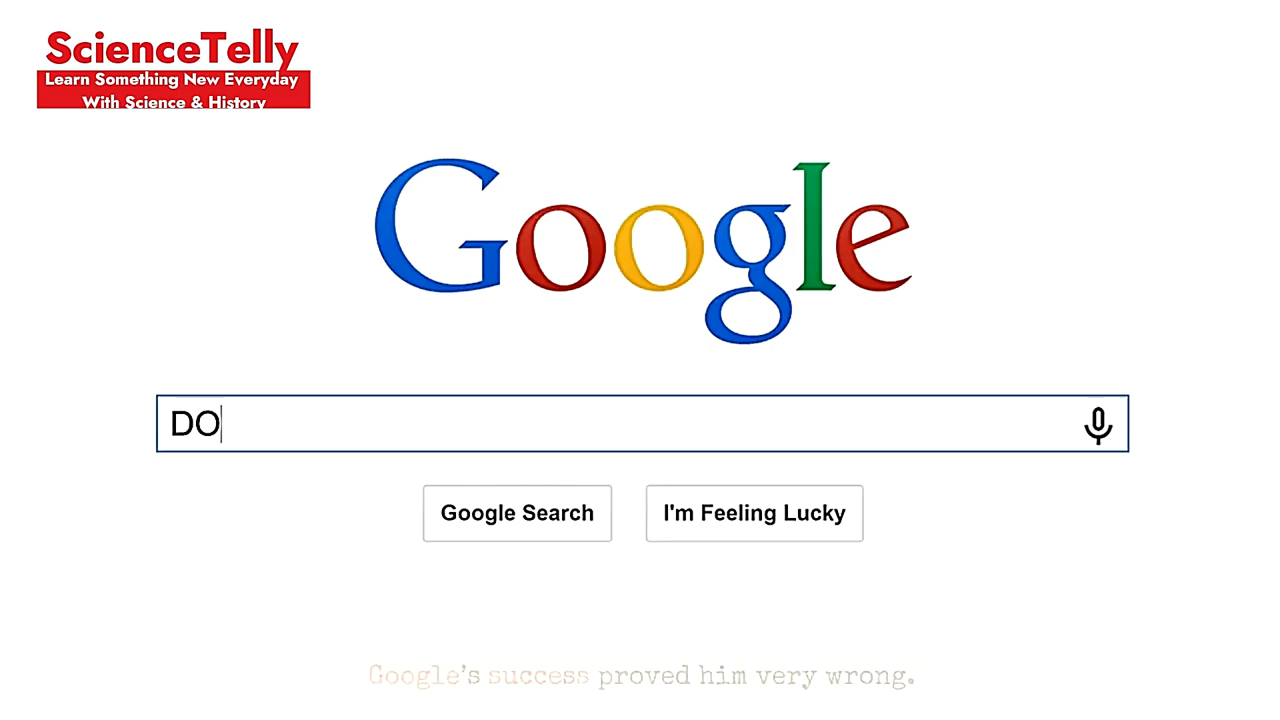 ScienceTelly
Learn Something New Everyday
With Science & History
Google
DO
Google Search
I'm Feeling Lucky
Google's success proved him very wrong.